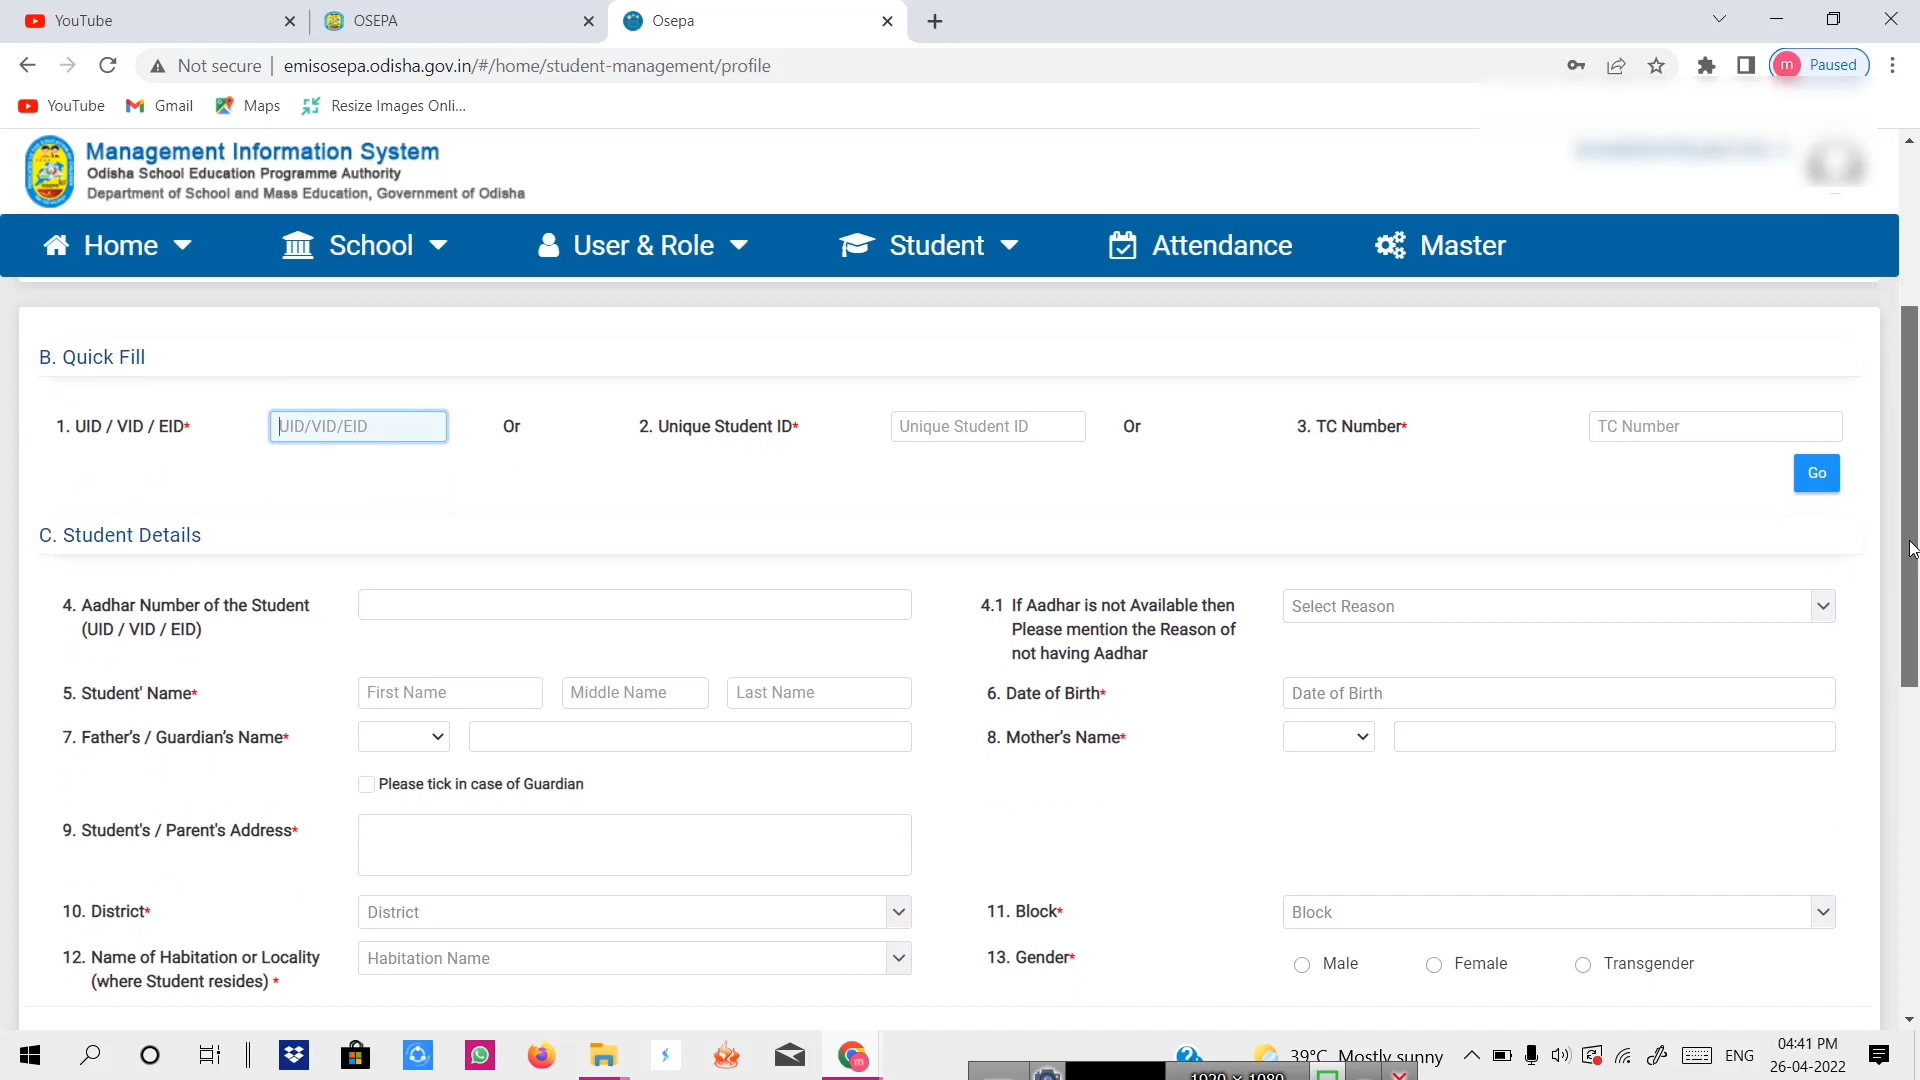 YouTube
OSEPA
Osepa
Not secure
emisosepa.odisha.gov.in/#/home/student-management/profile
m
Paused
YouTube
Gmail
Maps
Resize Images Onli...
Management Information System
Odisha School Education Programme Authority
Department of School and Mass Education, Government of Odisha
Home
School
User & Role
Student
Attendance
Master
B. Quick Fill
1. UID / VID / EID*
UID/VID/EID
Or
2. Unique Student ID*
Unique Student ID
Or
3. TC Number*
TC Number
Go
C. Student Details
4. Aadhar Number of the Student
(UID / VID / EID)
4.1 If Aadhar is not Available then
Please mention the Reason of
not having Aadhar
Select Reason
5. Student' Name*
First Name
Middle Name
Last Name
6. Date of Birth*
Date of Birth
7. Father's / Guardian's Name*
8. Mother's Name*
Please tick in case of Guardian
9. Student's / Parent's Address*
10. District*
District
11. Block*
Block
12. Name of Habitation or Locality
(where Student resides) *
Habitation Name
13. Gender*
Male
Female
Transgender
39°C Mostly sunny
ENG
04:41 PM
26-04-2022
1920 x 1080